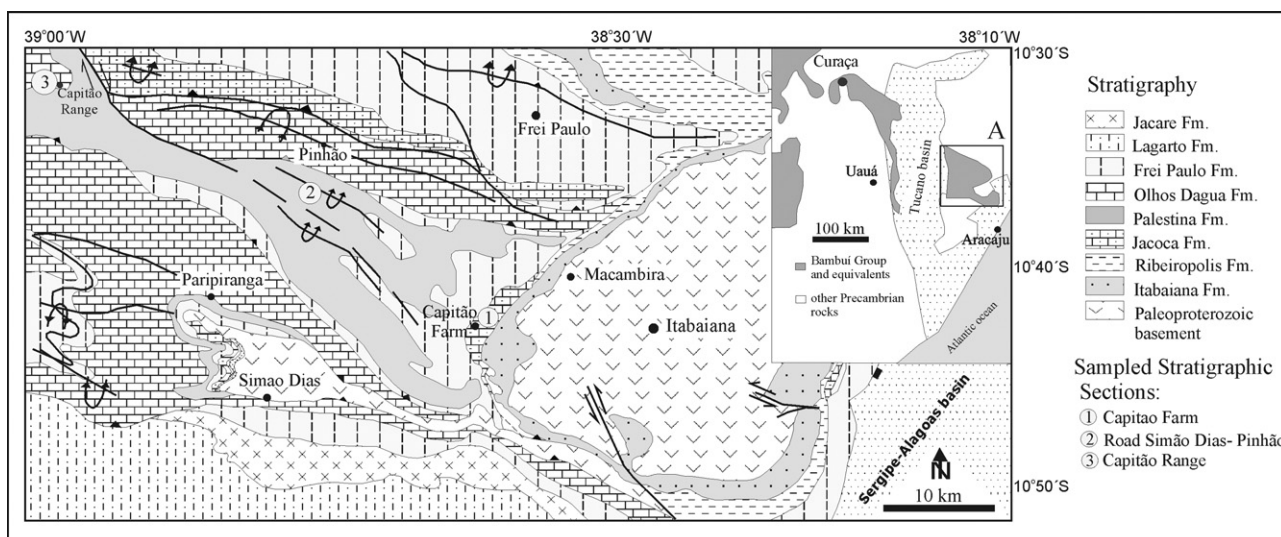 39°00´W
38°30´W
38°10´W
10°30´S
3
Capitão
Range
Frei Paulo
Pinhão
2
Paripiranga
Macambira
Capitão
Farm
1
Itabaiana
Simao Dias
10°40´S
10°50´S
Curaça
A
Uauá
Tucano basin
100 km
Aracáju
Bambuí Group
and equivalents
other Precambrian
rocks
Atlantic ocean
Sergipe-Alagoas basin
N
10 km
Stratigraphy
Jacare Fm.
Lagarto Fm.
Frei Paulo Fm.
Olhos Dagua Fm.
Palestina Fm.
Jacoca Fm.
Ribeiropolis Fm.
Itabaiana Fm.
Paleoproterozoic
basement
Sampled Stratigraphic
Sections:
1 Capitao Farm
2 Road Simão Dias- Pinhão
3 Capitão Range